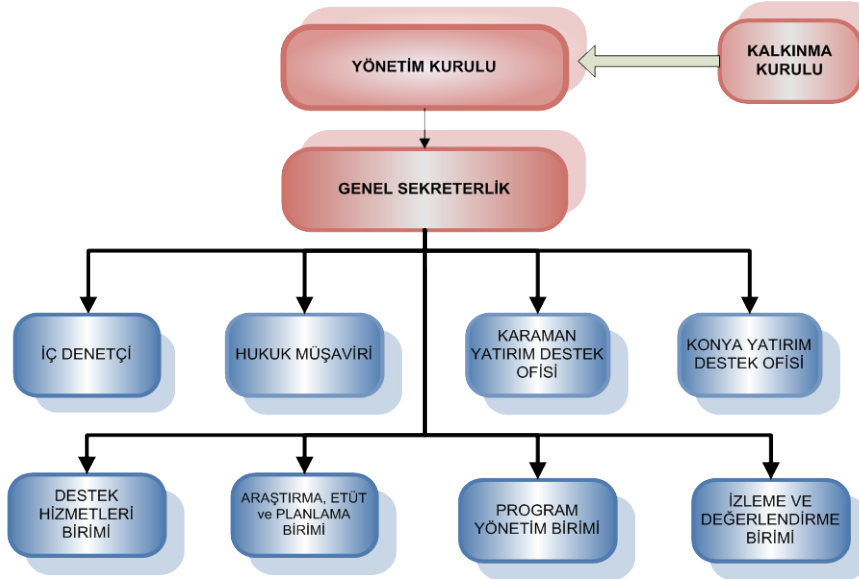 YÖNETİM KURULU
KALKINMA
KURULU
GENEL SEKRETERLİK
İÇ DENETÇİ
HUKUK MÜŞAVİRİ
KARAMAN
YATIRIM DESTEK
OFİSİ
KONYA YATIRIM
DESTEK OFİSİ
DESTEK
HİZMETLERİ
BİRİMİ
ARAŞTIRMA, ETÜT
ve PLANLAMA
BİRİMİ
PROGRAM
YÖNETİM BİRİMİ
İZLEME VE
DEĞERLENDİRME
BİRİMİ